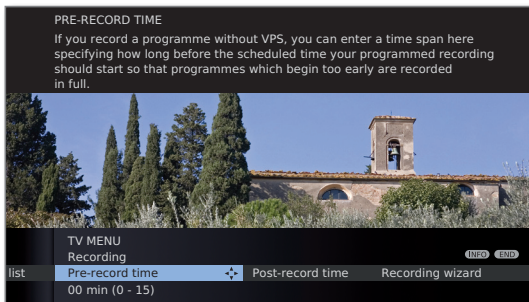 PRE-RECORD TIME
If you record a programme without VPS, you can enter a time span here
specifying how long before the scheduled time your programmed recording
should start so that programmes which begin too early are recorded
in full.
TV MENU
Recording
INFO END
list Pre-record time Post-record time Recording wizard
00 min (0 - 15)